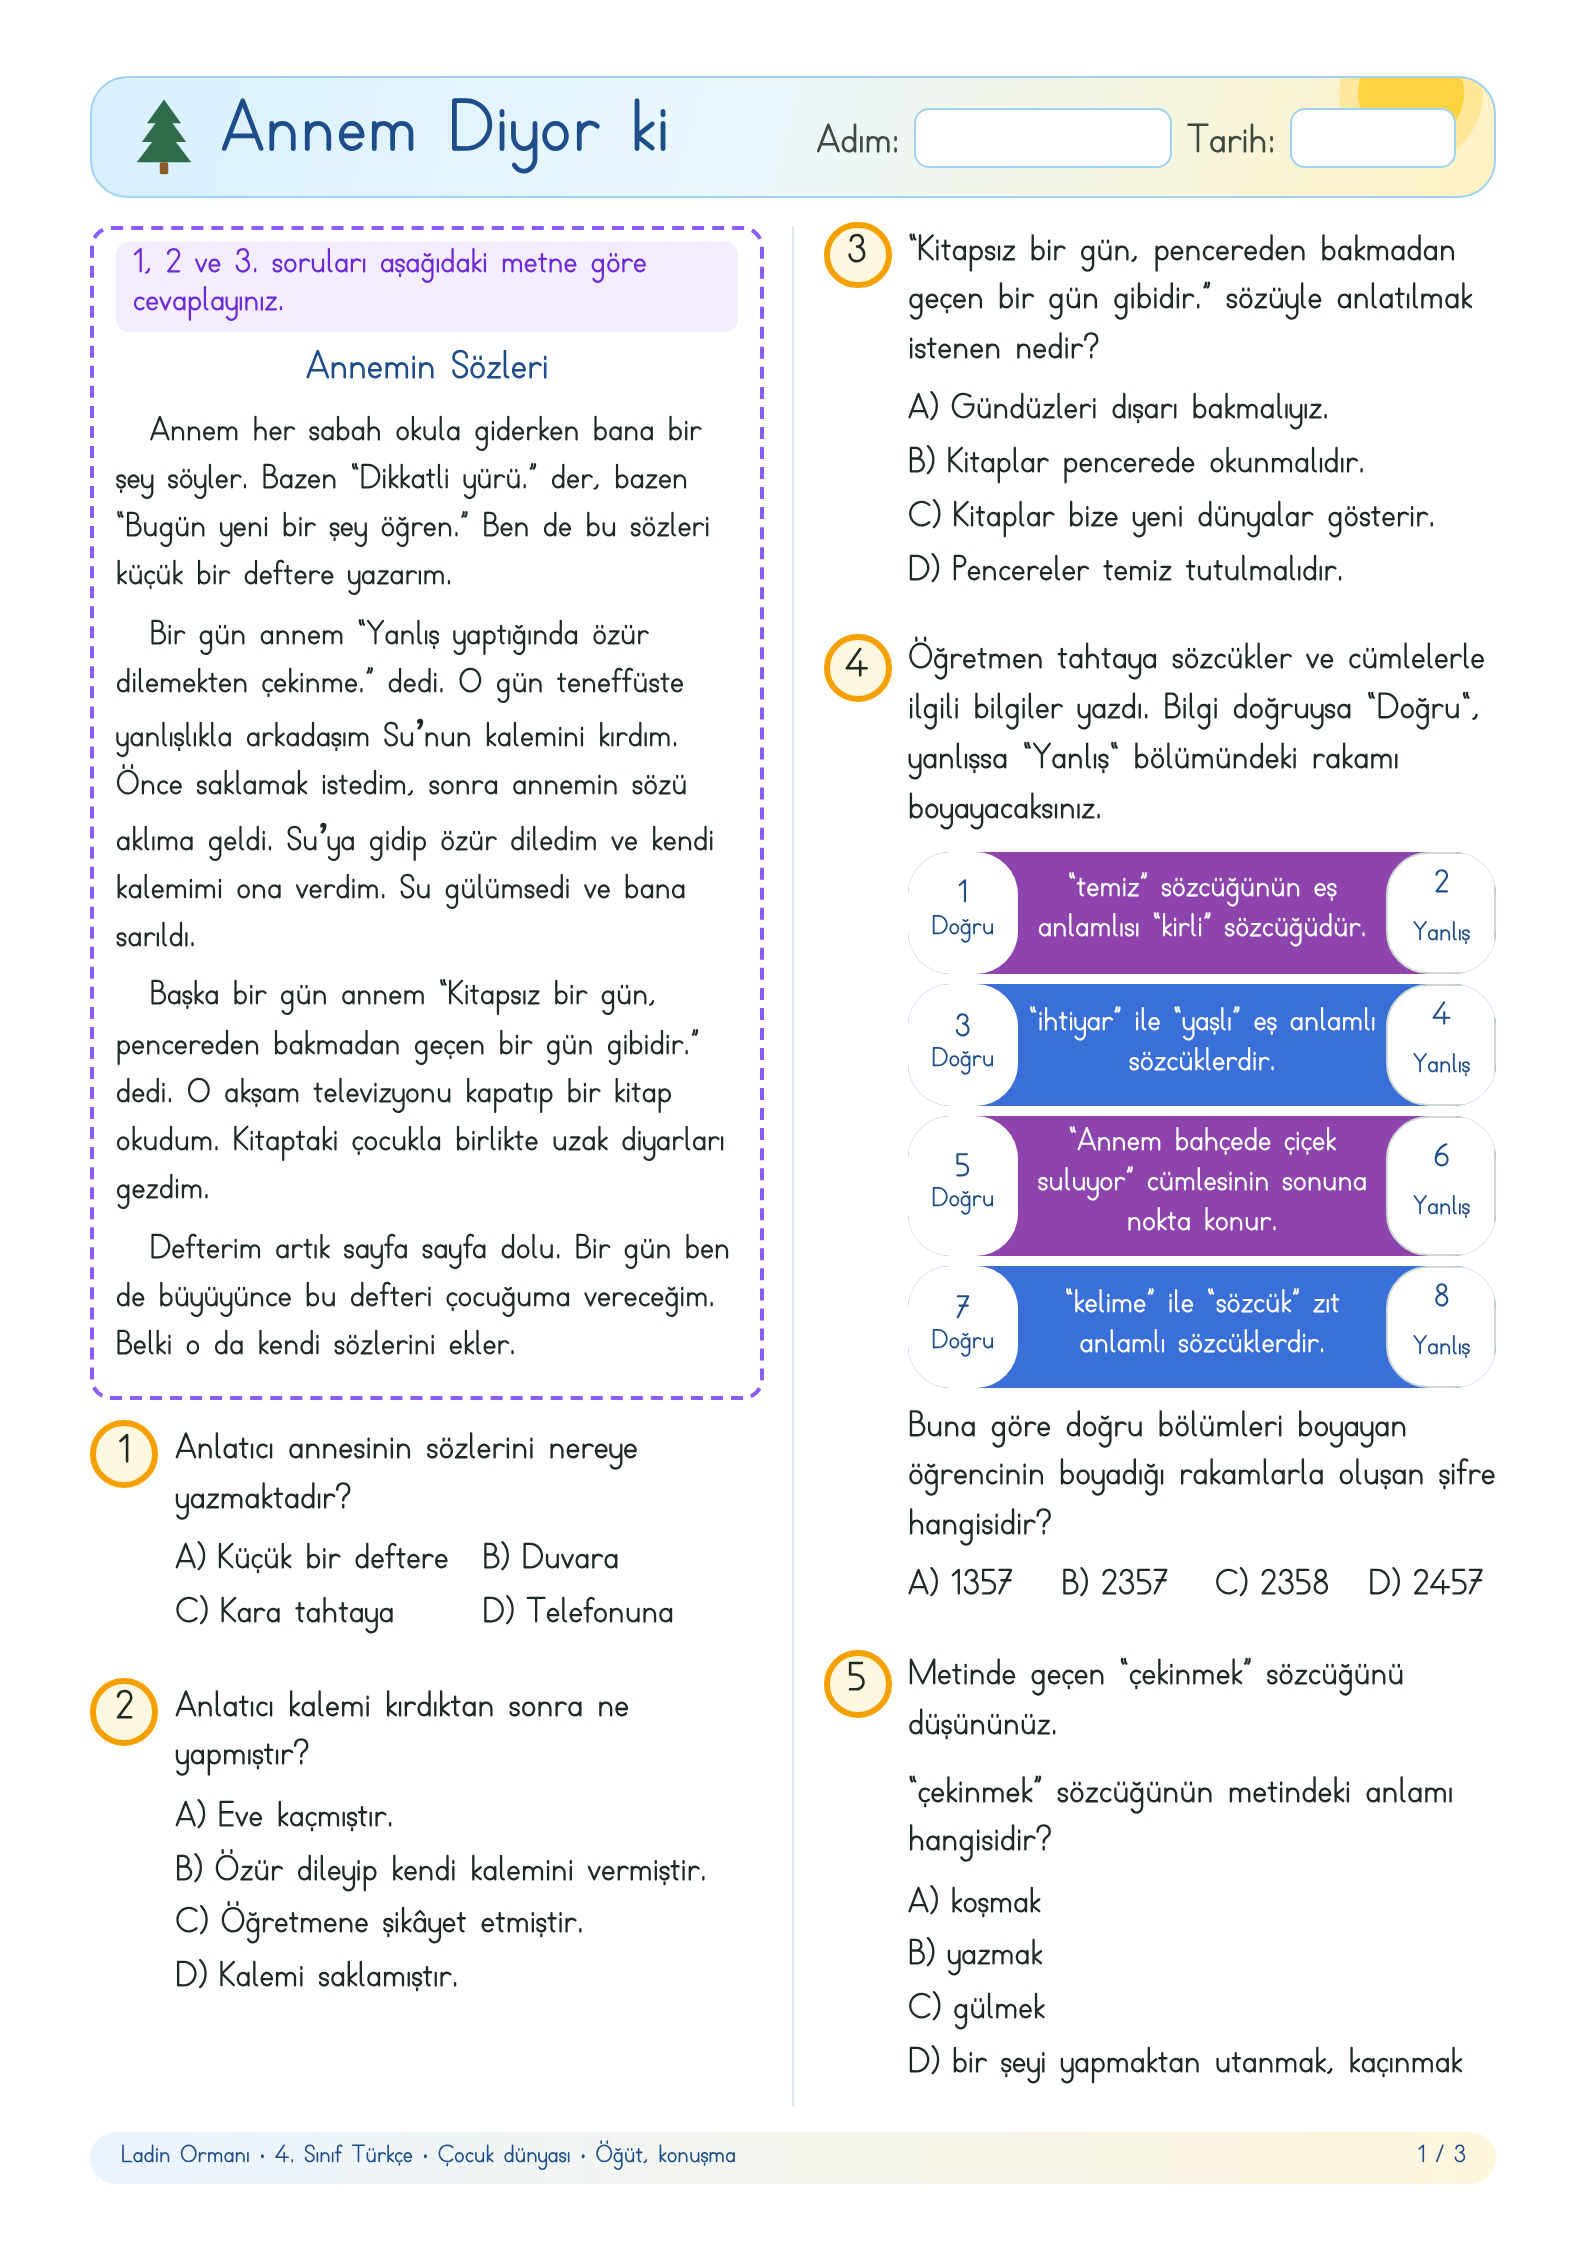 Annem Diyor ki
Adım:
Tarih:
1, 2 ve 3. soruları aşağıdaki metne göre
cevaplayınız.
Annemin Sözleri
Annem her sabah okula giderken bana bir
şey söyler. Bazen “Dikkatli yürü.” der, bazen
“Bugün yeni bir şey öğren.” Ben de bu sözleri
küçük bir deftere yazarım.
Bir gün annem “Yanlış yaptığında özür
dilemekten çekinme.” dedi. O gün teneffüste
yanlışlıkla arkadaşım Su’nun kalemini kırdım.
Önce saklamak istedim, sonra annemin sözü
aklıma geldi. Su’ya gidip özür diledim ve kendi
kalemimi ona verdim. Su gülümsedi ve bana
sarıldı.
Başka bir gün annem “Kitapsız bir gün,
pencereden bakmadan geçen bir gün gibidir.”
dedi. O akşam televizyonu kapatıp bir kitap
okudum. Kitaptaki çocukla birlikte uzak diyarları
gezdim.
Defterim artık sayfa sayfa dolu. Bir gün ben
de büyüyünce bu defteri çocuğuma vereceğim.
Belki o da kendi sözlerini ekler.
1
Anlatıcı annesinin sözlerini nereye
yazmaktadır?
A) Küçük bir deftere B) Duvara
C) Kara tahtaya D) Telefonuna
2
Anlatıcı kalemi kırdıktan sonra ne
yapmıştır?
A) Eve kaçmıştır.
B) Özür dileyip kendi kalemini vermiştir.
C) Öğretmene şikâyet etmiştir.
D) Kalemi saklamıştır.
3
“Kitapsız bir gün, pencereden bakmadan
geçen bir gün gibidir.” sözüyle anlatılmak
istenen nedir?
A) Gündüzleri dışarı bakmalıyız.
B) Kitaplar pencerede okunmalıdır.
C) Kitaplar bize yeni dünyalar gösterir.
D) Pencereler temiz tutulmalıdır.
4
Öğretmen tahtaya sözcükler ve cümlelerle
ilgili bilgiler yazdı. Bilgi doğruysa “Doğru“,
yanlışsa “Yanlış“ bölümündeki rakamı
boyayacaksınız.
1
Doğru
“temiz” sözcüğünün eş
anlamlısı “kirli” sözcüğüdür.
2
Yanlış
3
Doğru
“ihtiyar” ile “yaşlı” eş anlamlı
sözcüklerdir.
4
Yanlış
5
Doğru
“Annem bahçede çiçek
suluyor” cümlesinin sonuna
nokta konur.
6
Yanlış
7
Doğru
“kelime” ile “sözcük” zıt
anlamlı sözcüklerdir.
8
Yanlış
Buna göre doğru bölümleri boyayan
öğrencinin boyadığı rakamlarla oluşan şifre
hangisidir?
A) 1357 B) 2357 C) 2358 D) 2457
5
Metinde geçen “çekinmek” sözcüğünü
düşününüz.
“çekinmek” sözcüğünün metindeki anlamı
hangisidir?
A) koşmak
B) yazmak
C) gülmek
D) bir şeyi yapmaktan utanmak, kaçınmak
Ladin Ormanı • 4. Sınıf Türkçe • Çocuk dünyası • Öğüt, konuşma
1 / 3